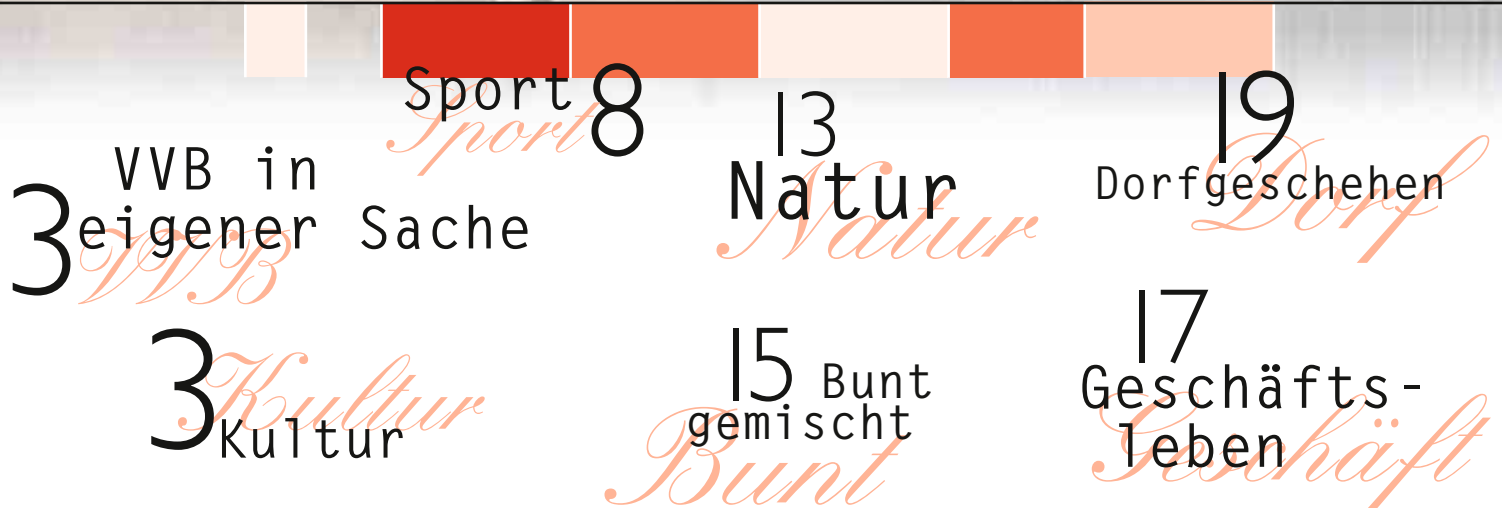 Sport 8
Sport
3 VVB in
eigener Sache
VVB
3
Kultur
Kultur
13
Natur
Natur
15 Bunt
gemischt
Bunt
19
Dorfgeschehen
Dorf
17
Geschäfts-
leben
Geschäft